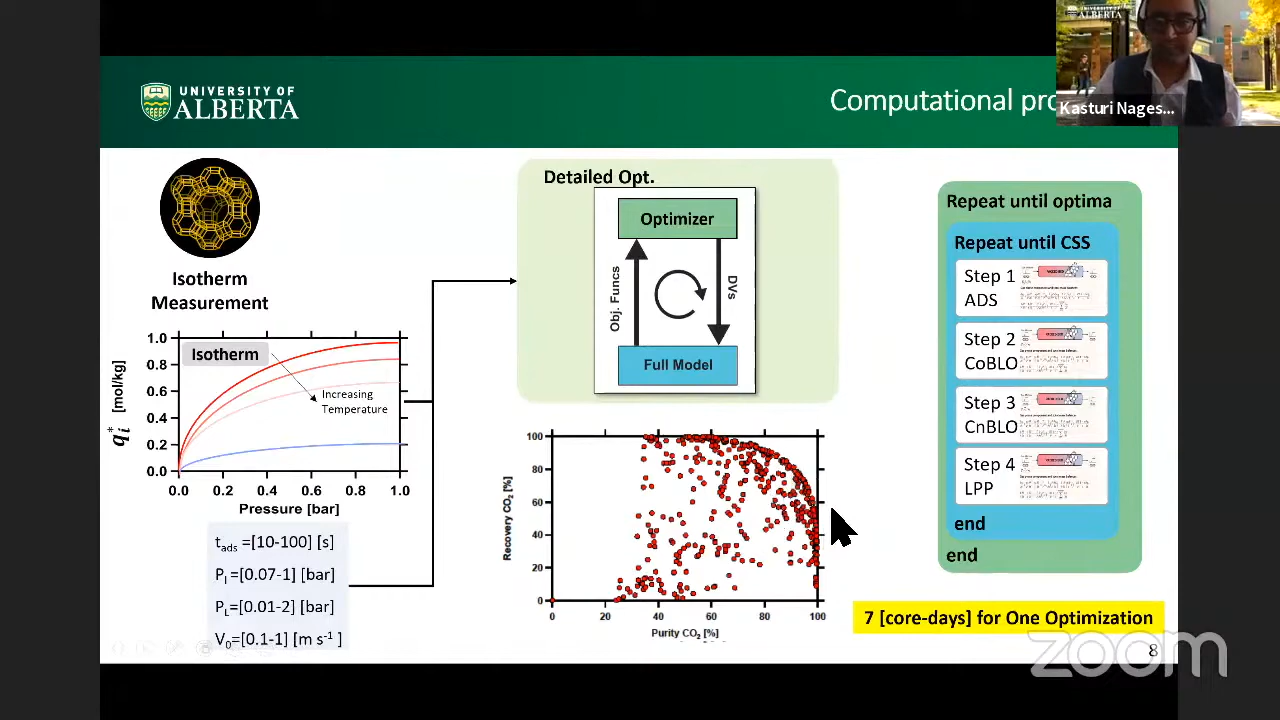 UNIVERSITY OF
ALBERTA
Computational pro
UNIVERSITY OF
ALBERTA
Kasturi Nages...
Isotherm
Measurement
Isotherm
Increasing
Temperature
q*i [mol/kg]
1.0
0.8
0.6
0.4
0.2
0.0
0.0 0.2 0.4 0.6 0.8 1.0
Pressure [bar]
tads =[10-100] [s]
PI =[0.07-1] [bar]
PL=[0.01-2] [bar]
V0=[0.1-1] [m s-1 ]
Detailed Opt.
Optimizer
Obj. Funcs
DVs
Full Model
Recovery CO2 [%]
100
80
60
40
20
0
0 20 40 60 80 100
Purity CO2 [%]
Repeat until optima
Repeat until CSS
Step 1
ADS
Step 2
CoBLO
Step 3
CnBLO
Step 4
LPP
end
end
7 [core-days] for One Optimization
8
zoom